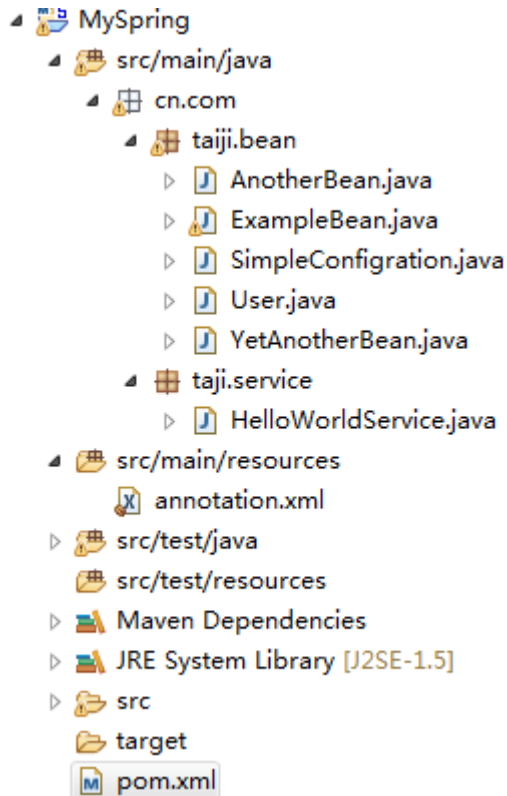 MySpring
src/main/java
cn.com
taiji.bean
AnotherBean.java
ExampleBean.java
SimpleConfigration.java
User.java
YetAnotherBean.java
taji.service
HelloWorldService.java
src/main/resources
annotation.xml
src/test/java
src/test/resources
Maven Dependencies
JRE System Library [J2SE-1.5]
src
target
pom.xml